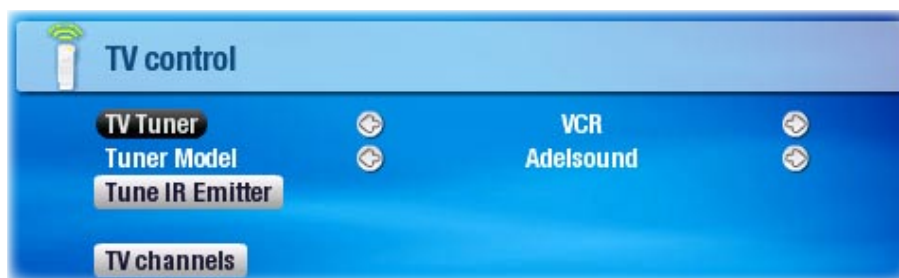 TV control
TV Tuner VCR
Tuner Model Adelsound
Tune IR Emitter
TV channels